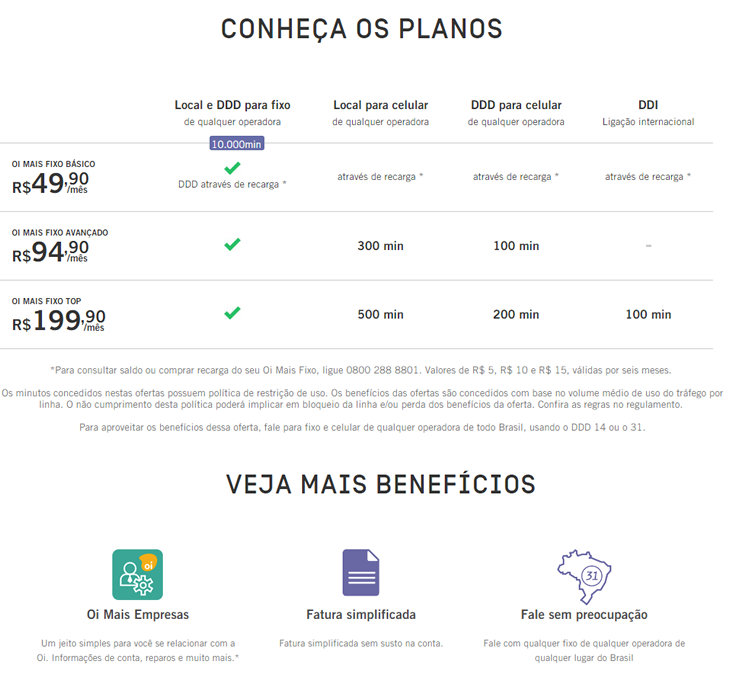 CONHEÇA OS PLANOS
Local e DDD para fixo
de qualquer operadora
Local para celular
de qualquer operadora
DDD para celular
de qualquer operadora
DDI
Ligação internacional
10.000min
OI MAIS FIXO BÁSICO
R$49,90/mês
DDD através de recarga *
através de recarga *
através de recarga *
através de recarga *
OI MAIS FIXO AVANÇADO
R$94,90/mês
300 min
100 min
–
OI MAIS FIXO TOP
R$199,90/mês
500 min
200 min
100 min
*Para consultar saldo ou comprar recarga do seu Oi Mais Fixo, ligue 0800 288 8801. Valores de R$ 5, R$ 10 e R$ 15, válidas por seis meses.
Os minutos concedidos nestas ofertas possuem política de restrição de uso. Os benefícios das ofertas são concedidos com base no volume médio de uso do tráfego por
linha. O não cumprimento desta política poderá implicar em bloqueio da linha e/ou perda dos benefícios da oferta. Confira as regras no regulamento.
Para aproveitar os benefícios dessa oferta, fale para fixo e celular de qualquer operadora de todo Brasil, usando o DDD 14 ou o 31.
VEJA MAIS BENEFÍCIOS
oi
31
Oi Mais Empresas
Um jeito simples para você se relacionar com a
Oi. Informações de conta, reparos e muito mais.*
Fatura simplificada
Fatura simplificada sem susto na conta.
Fale sem preocupação
Fale com qualquer fixo de qualquer operadora de
qualquer lugar do Brasil